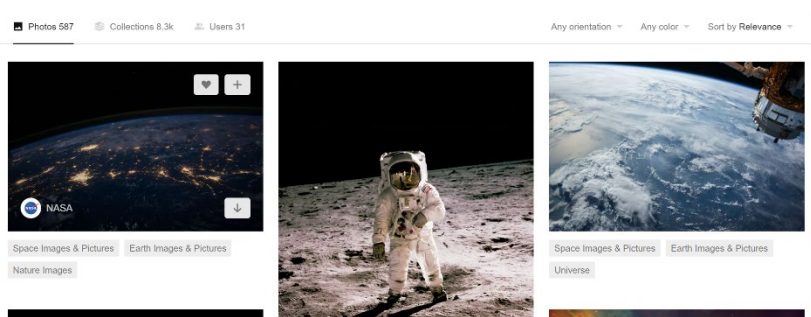 Photos 587 Collections 8.3k Users 31 Any orientation Any color Sort by Relevance
NASA
Space Images & Pictures Earth Images & Pictures
Nature Images
Space Images & Pictures Earth Images & Pictures
Universe